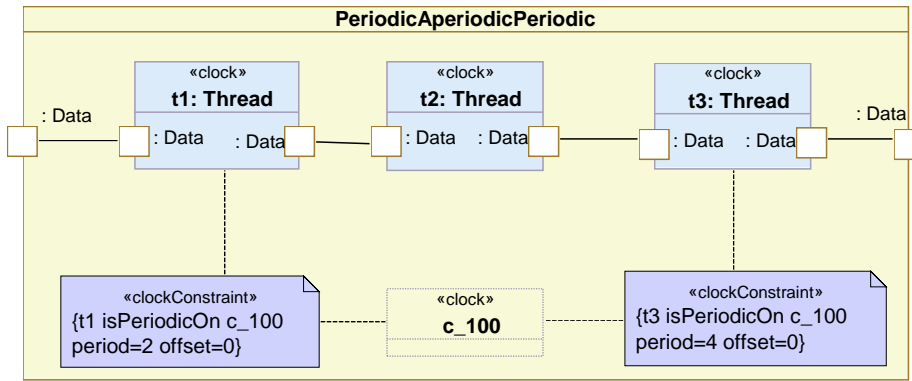 PeriodicAperiodicPeriodic
«clock»
t1: Thread
«clock»
t2: Thread
«clock»
t3: Thread
: Data
: Data
: Data
: Data
: Data
: Data
: Data
: Data
«clockConstraint»
{t1 isPeriodicOn c_100
period=2 offset=0}
«clock»
c_100
«clockConstraint»
{t3 isPeriodicOn c_100
period=4 offset=0}